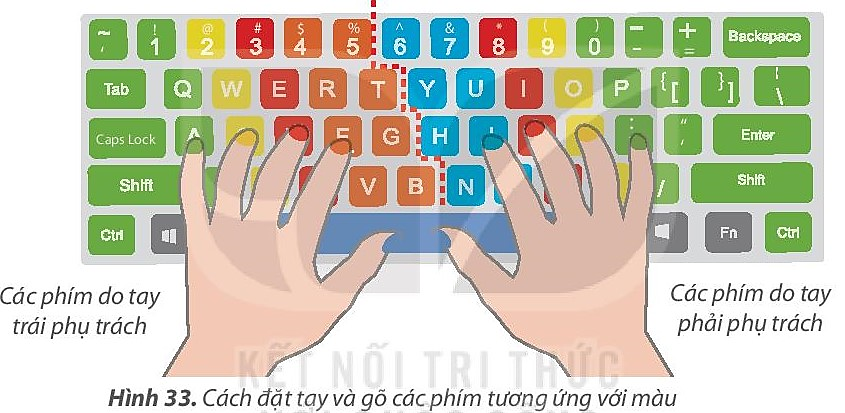 ~ ` ! 1 @ 2 # 3 $ 4 % 5 ^ 6 & 7 * 8 ( 9 ) 0 - + = Backspace
Tab Q W E R T Y U I O P { [ } ] \
Caps Lock A F G H J : ; " ' Enter
Shift V B N / Shift
Ctrl Fn Ctrl
Các phím do tay
trái phụ trách
Các phím do tay
phải phụ trách
KẾT NỐI TRI THỨC
Hình 33. Cách đặt tay và gõ các phím tương ứng với màu